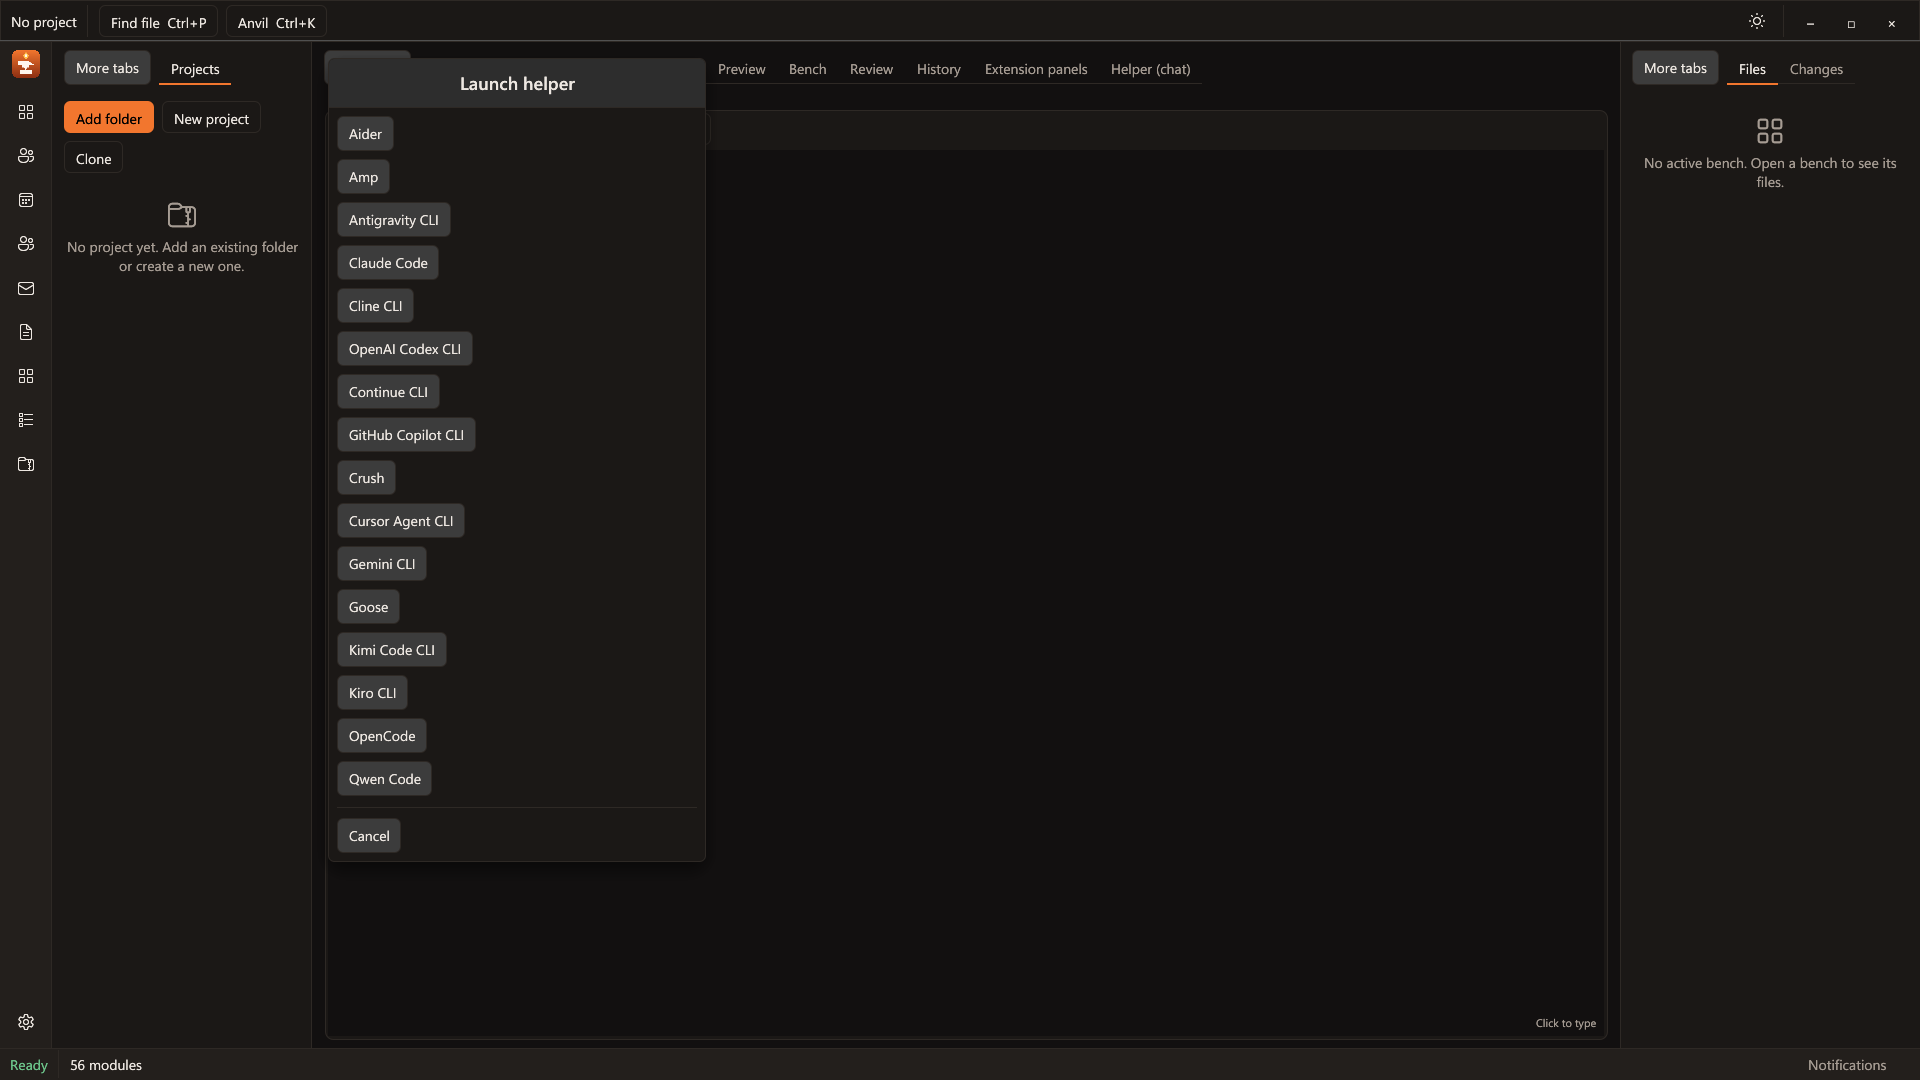 No project
Find file Ctrl+P
Anvil Ctrl+K
More tabs
Projects
Add folder
New project
Clone
No project yet. Add an existing folder
or create a new one.
Launch helper
Aider
Amp
Antigravity CLI
Claude Code
Cline CLI
OpenAI Codex CLI
Continue CLI
GitHub Copilot CLI
Crush
Cursor Agent CLI
Gemini CLI
Goose
Kimi Code CLI
Kiro CLI
OpenCode
Qwen Code
Cancel
Preview
Bench
Review
History
Extension panels
Helper (chat)
Click to type
More tabs
Files
Changes
No active bench. Open a bench to see its
files.
Ready
56 modules
Notifications